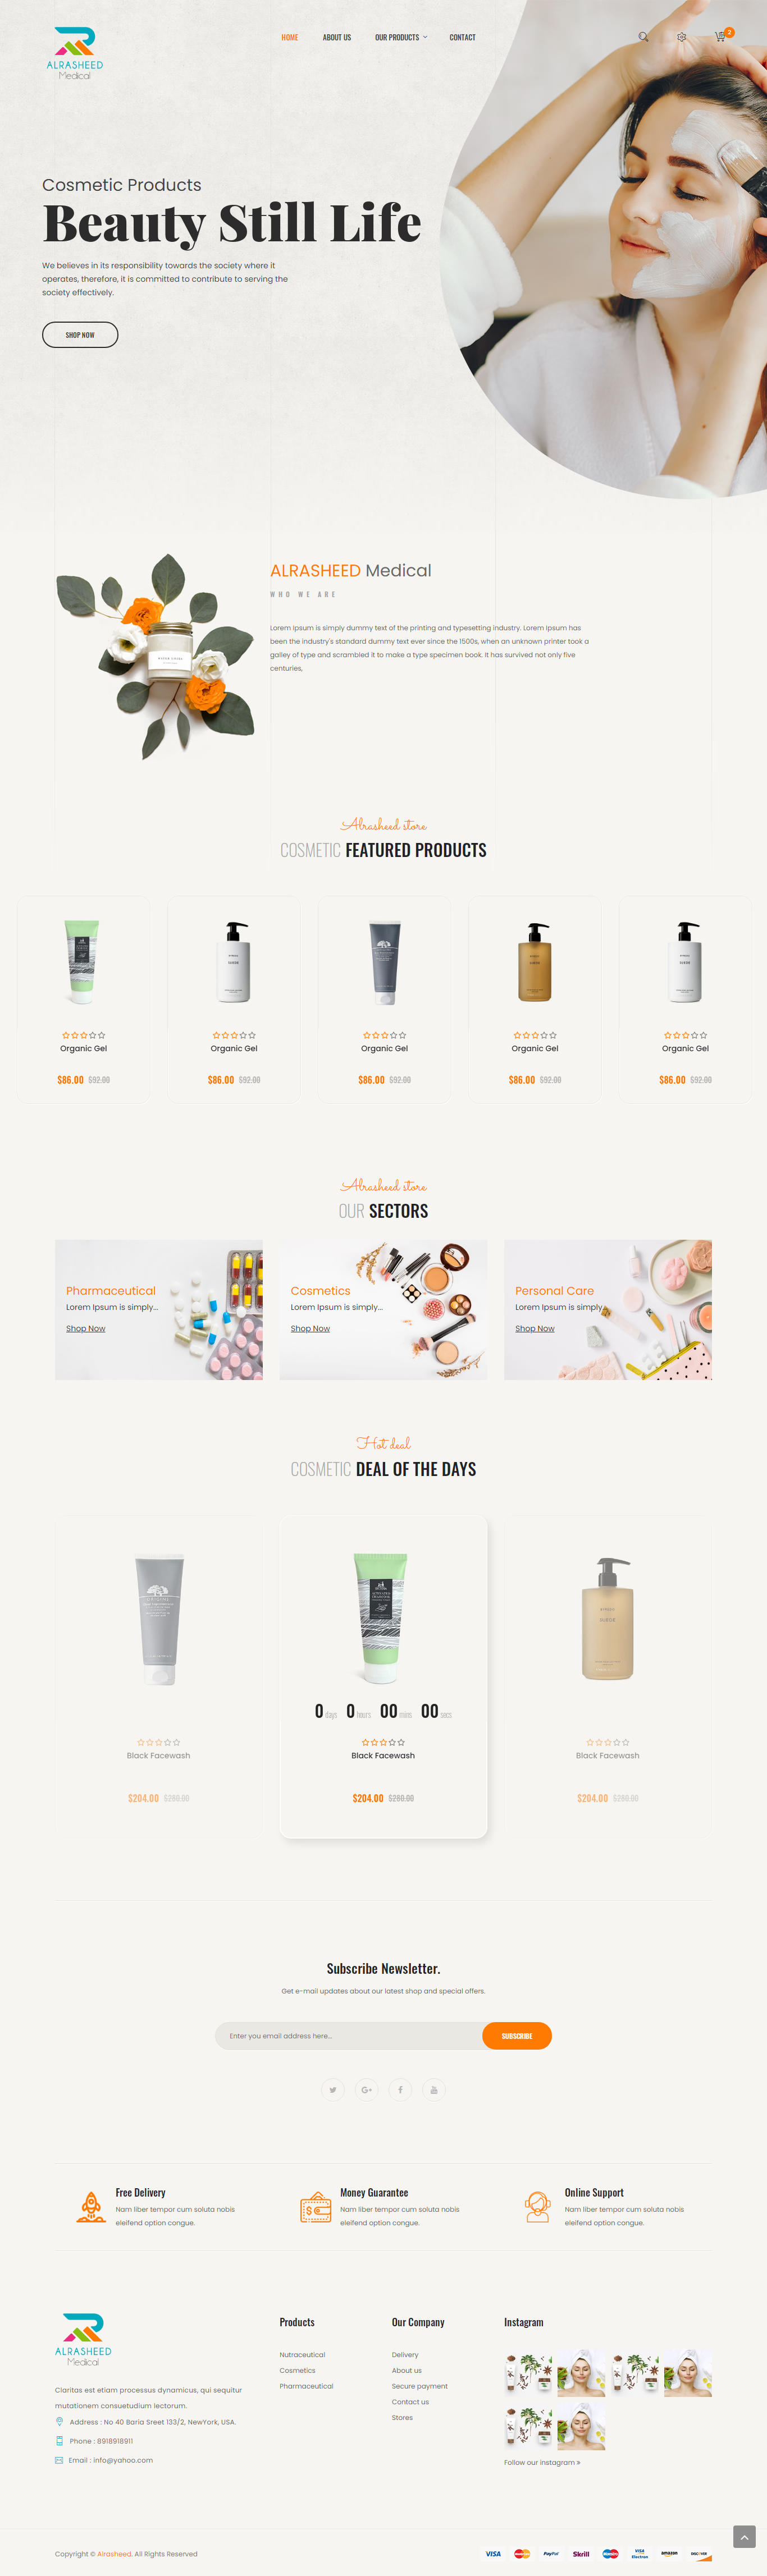 ALRASHEED
Medical
HOME
ABOUT US
OUR PRODUCTS
CONTACT
2
Cosmetic Products
Beauty Still Life
We believes in its responsibility towards the society where it
operates, therefore, it is committed to contribute to serving the
society effectively.
SHOP NOW
ALRASHEED Medical
WHO WE ARE
Lorem Ipsum is simply dummy text of the printing and typesetting industry. Lorem Ipsum has
been the industry's standard dummy text ever since the 1500s, when an unknown printer took a
galley of type and scrambled it to make a type specimen book. It has survived not only five
centuries,
Alrasheed store
COSMETIC FEATURED PRODUCTS
Organic Gel
$86.00 $92.00
Organic Gel
$86.00 $92.00
Organic Gel
$86.00 $92.00
Organic Gel
$86.00 $92.00
Organic Gel
$86.00 $92.00
Alrasheed store
OUR SECTORS
Pharmaceutical
Lorem Ipsum is simply...
Shop Now
Cosmetics
Lorem Ipsum is simply...
Shop Now
Personal Care
Lorem Ipsum is simply...
Shop Now
Hot deal
COSMETIC DEAL OF THE DAYS
ORIGINS
Black Facewash
$204.00 $280.00
0 days 0 hours 00 mins 00 secs
Black Facewash
$204.00 $280.00
Black Facewash
$204.00 $280.00
Subscribe Newsletter.
Get e-mail updates about our latest shop and special offers.
Enter you email address here...
SUBSCRIBE
Free Delivery
Nam liber tempor cum soluta nobis
eleifend option congue.
Money Guarantee
Nam liber tempor cum soluta nobis
eleifend option congue.
Online Support
Nam liber tempor cum soluta nobis
eleifend option congue.
ALRASHEED
Medical
Claritas est etiam processus dynamicus, qui sequitur
mutationem consuetudium lectorum.
Address : No 40 Baria Sreet 133/2, NewYork, USA.
Phone : 8918918911
Email : info@yahoo.com
Products
Nutraceutical
Cosmetics
Pharmaceutical
Our Company
Delivery
About us
Secure payment
Contact us
Stores
Instagram
Follow our instagram »
Copyright © Alrasheed. All Rights Reserved
VISA
PayPal
Skrill
VISA
Electron
amazon
DISCOVER